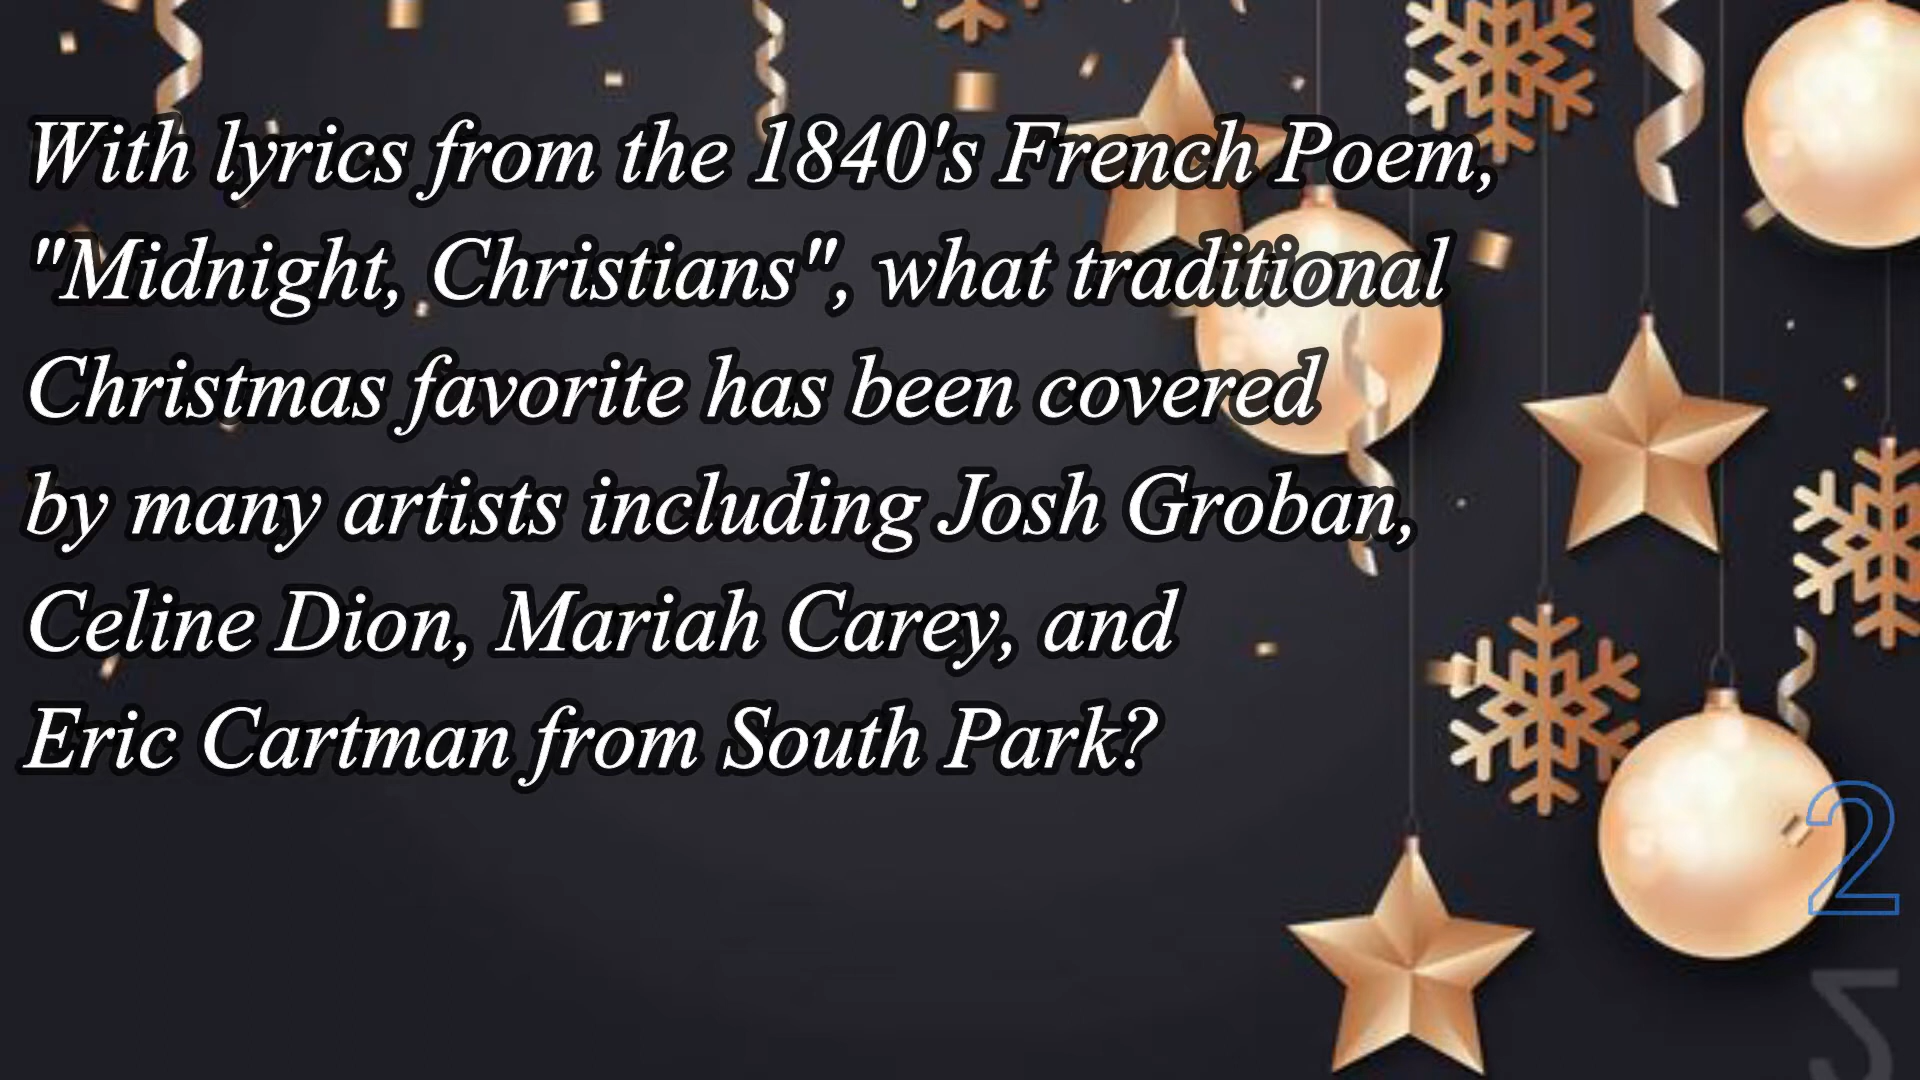 With lyrics from the 1840's French Poem,
"Midnight, Christians", what traditional
Christmas favorite has been covered
by many artists including Josh Groban,
Celine Dion, Mariah Carey, and
Eric Cartman from South Park?
2